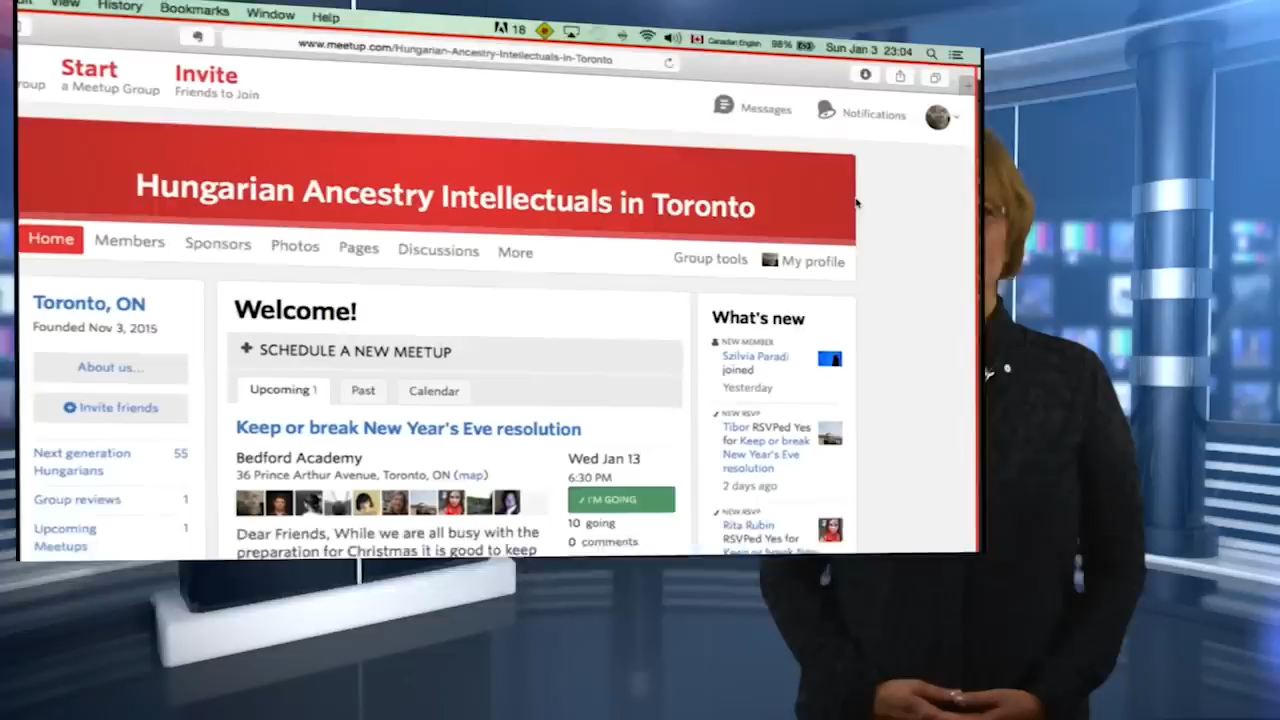 View History Bookmarks Window Help
18 Canadian English 98% Sun Jan 3 23:04
www.meetup.com/Hungarian-Ancestry-Intellectuals-in-Toronto
Start
a Meetup Group
Invite
Friends to Join
Messages
Notifications
Hungarian Ancestry Intellectuals in Toronto
Home Members Sponsors Photos Pages Discussions More Group tools My profile
Toronto, ON
Founded Nov 3, 2015
About us...
Invite friends
Next generation 55
Hungarians
Group reviews 1
Upcoming 1
Meetups
Welcome!
+ SCHEDULE A NEW MEETUP
Upcoming 1 Past Calendar
Keep or break New Year's Eve resolution
Bedford Academy
36 Prince Arthur Avenue, Toronto, ON (map)
Wed Jan 13
6:30 PM
✓ I'M GOING
10 going
0 comments
Dear Friends, While we are all busy with the
preparation for Christmas it is good to keep
What's new
NEW MEMBER
Szilvia Paradi
joined
Yesterday
NEW RSVP
Tibor RSVPed Yes
for Keep or break
New Year's Eve
resolution
2 days ago
NEW RSVP
Rita Rubin
RSVPed Yes for